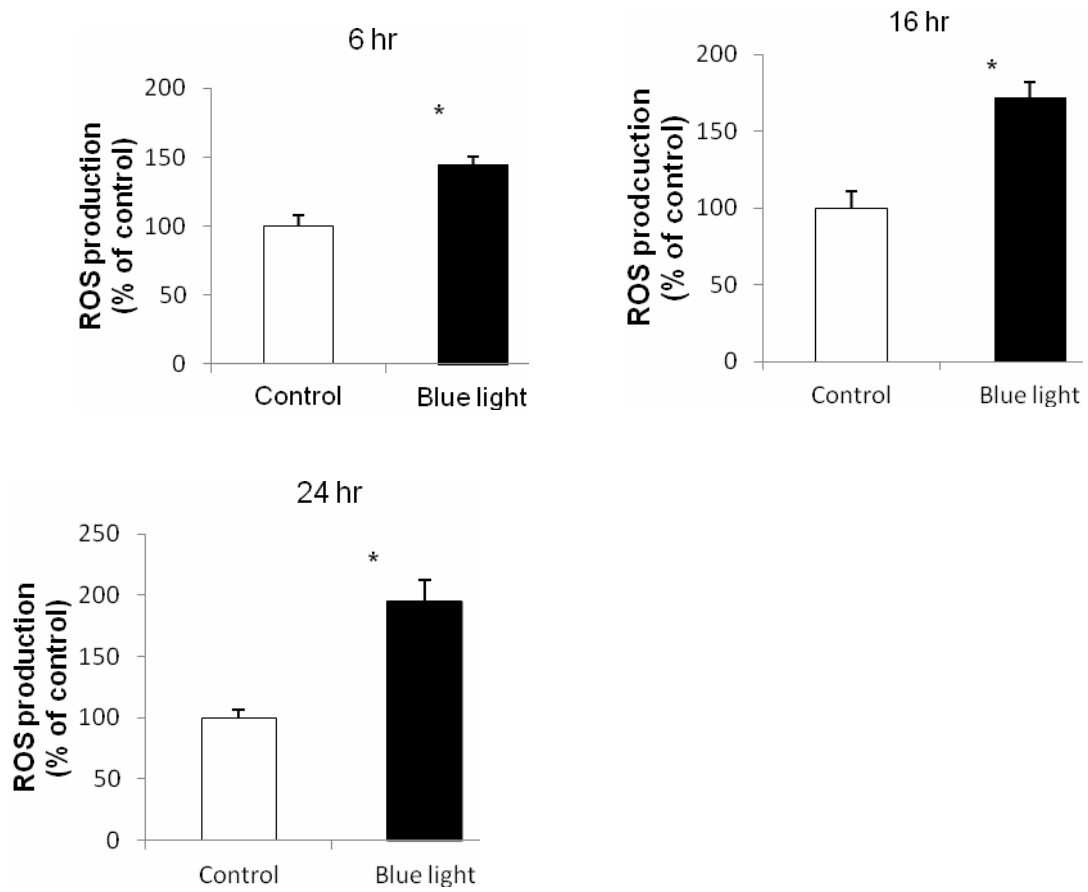 6 hr
ROS production
(% of control)
200
*
150
100
50
0
Control
Blue light
16 hr
ROS prodcuction
(% of control)
200
*
150
100
50
0
Control
Blue light
24 hr
ROS production
(% of control)
250
200
*
150
100
50
0
Control
Blue light